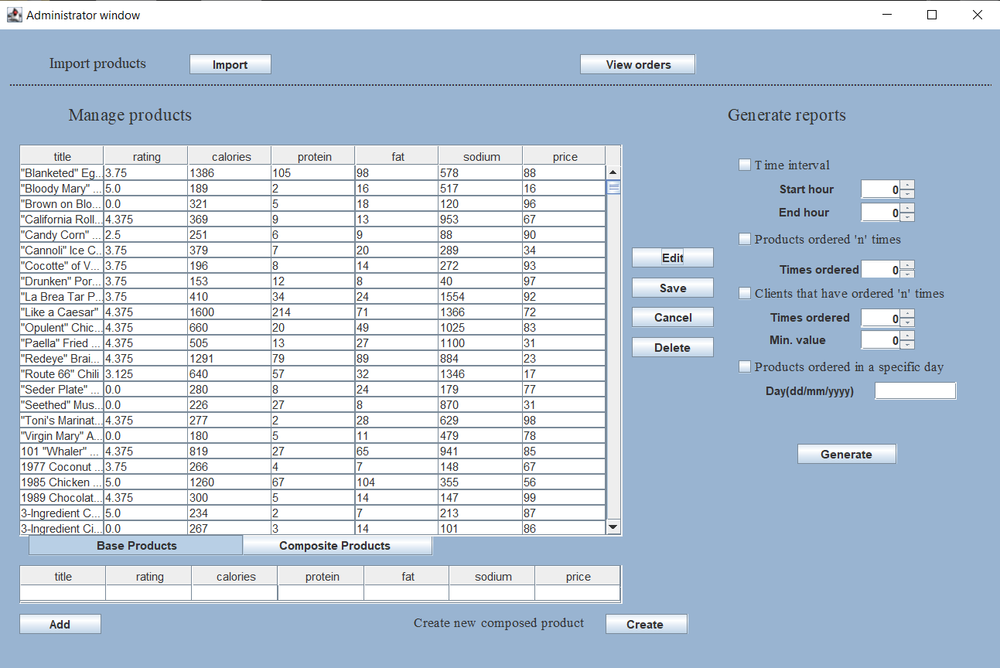 Administrator window
Import products Import View orders
Manage products
title rating calories protein fat sodium price
"Blanketed" Eg... 3.75 1386 105 98 578 88
"Bloody Mary" ... 5.0 189 2 16 517 16
"Brown on Blo... 0.0 321 5 18 120 96
"California Roll... 4.375 369 9 13 953 67
"Candy Corn" ... 2.5 251 6 9 88 90
"Cannoli" Ice C... 3.75 379 7 20 289 34
"Cocotte" of V... 3.75 196 8 14 272 93
"Drunken" Por... 3.75 153 12 8 40 97
"La Brea Tar P... 3.75 410 34 24 1554 92
"Like a Caesar" 4.375 1600 214 71 1366 72
"Opulent" Chic... 4.375 660 20 49 1025 83
"Paella" Fried ... 4.375 505 13 27 1100 31
"Redeye" Brai... 4.375 1291 79 89 884 23
"Route 66" Chili 3.125 640 57 32 1346 17
"Seder Plate" ... 0.0 280 8 24 179 77
"Seethed" Mus... 0.0 226 27 8 870 31
"Toni's Marinat... 4.375 277 2 28 629 98
"Virgin Mary" A... 0.0 180 5 11 479 78
101 "Whaler" ... 4.375 819 27 65 941 85
1977 Coconut ... 3.75 266 4 7 148 67
1985 Chicken ... 5.0 1260 67 104 355 56
1989 Chocolat... 4.375 300 5 14 147 99
3-Ingredient C... 5.0 234 2 7 213 87
3-Ingredient Ci... 0.0 267 3 14 101 86
Base Products Composite Products
title rating calories protein fat sodium price
Add Create new composed product Create
Edit
Save
Cancel
Delete
Generate reports
Time interval
Start hour 0
End hour 0
Products ordered 'n' times
Times ordered 0
Clients that have ordered 'n' times
Times ordered 0
Min. value 0
Products ordered in a specific day
Day(dd/mm/yyyy)
Generate